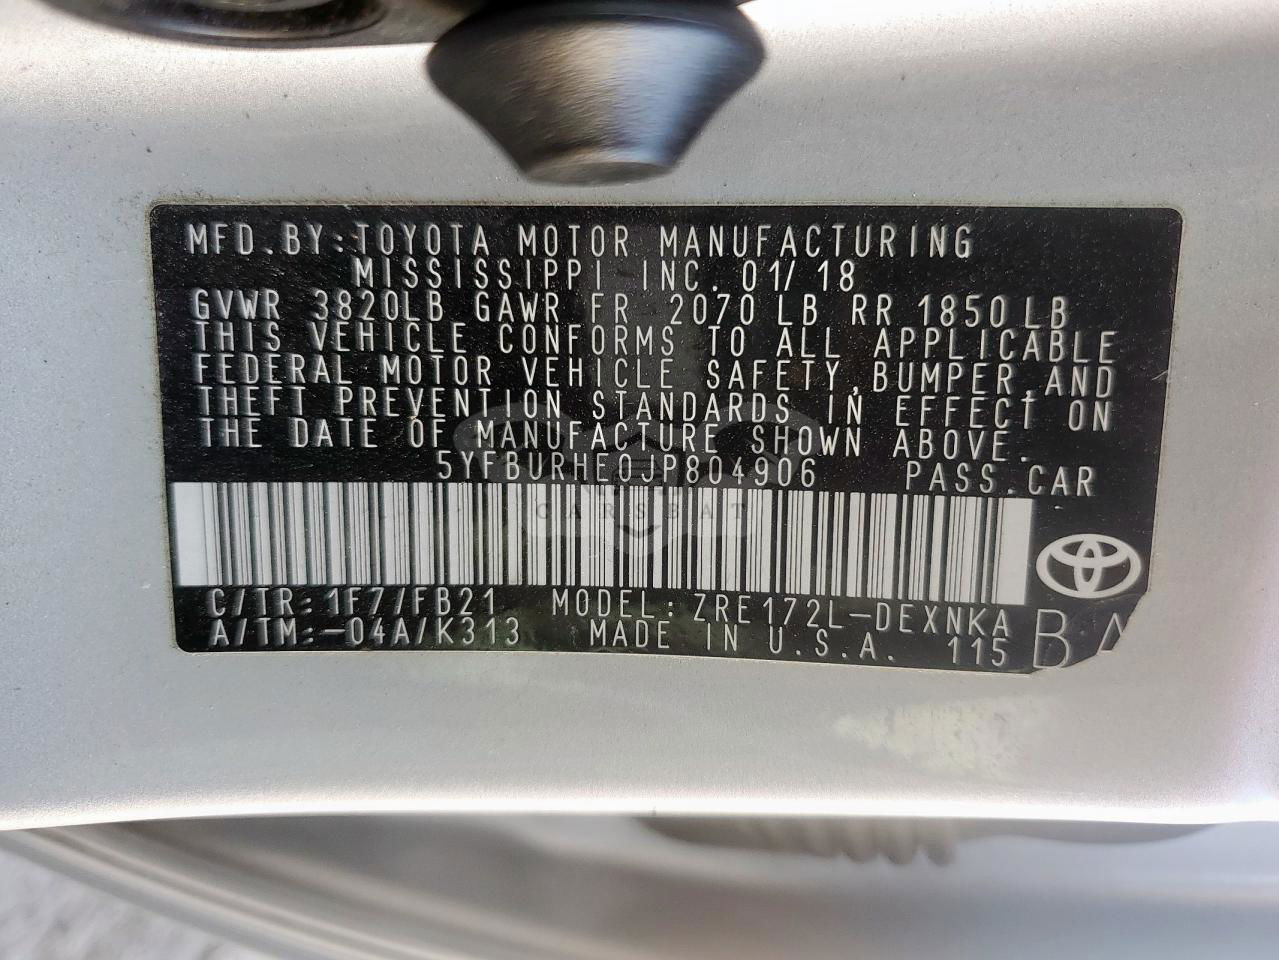 MFD.BY:TOYOTA MOTOR MANUFACTURING
MISSISSIPPI INC. 01/18
GVWR 3820LB GAWR FR 2070 LB RR 1850 LB
THIS VEHICLE CONFORMS TO ALL APPLICABLE
FEDERAL MOTOR VEHICLE SAFETY,BUMPER,AND
THEFT PREVENTION STANDARDS IN EFFECT ON
THE DATE OF MANUFACTURE SHOWN ABOVE.
5YFBURHE0JP804906 PASS.CAR
CARSBAT
C/TR:1F7/FB21 MODEL:ZRE172L-DEXNKA
A/TM:-04A/K313 MADE IN U.S.A. 115